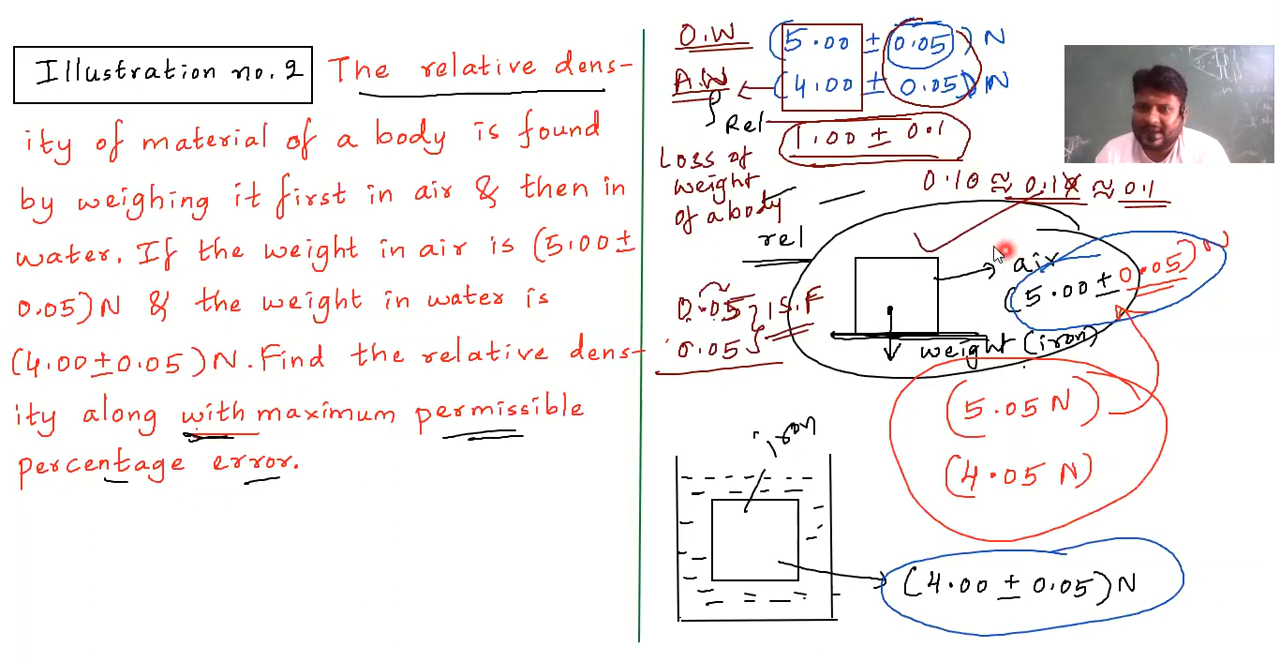 Illustration no. 2 The relative dens-
ity of material of a body is found
by weighing it first in air & then in
water. If the weight in air is (5.00±
0.05)N & the weight in water is
(4.00±0.05)N. Find the relative dens-
ity along with maximum permissible
percentage error.
O.W (5.00 ± 0.05) N
A.W (4.00 ± 0.05) N
Rel 1.00 ± 0.1
Loss of
weight
of a body
0.10 ≈ 0.10 ≈ 0.1
rel
air
(5.00 ± 0.05) N
0.05 } 1 S.F
0.05
weight (iron)
(5.05 N)
(4.05 N)
iron
(4.00 ± 0.05) N